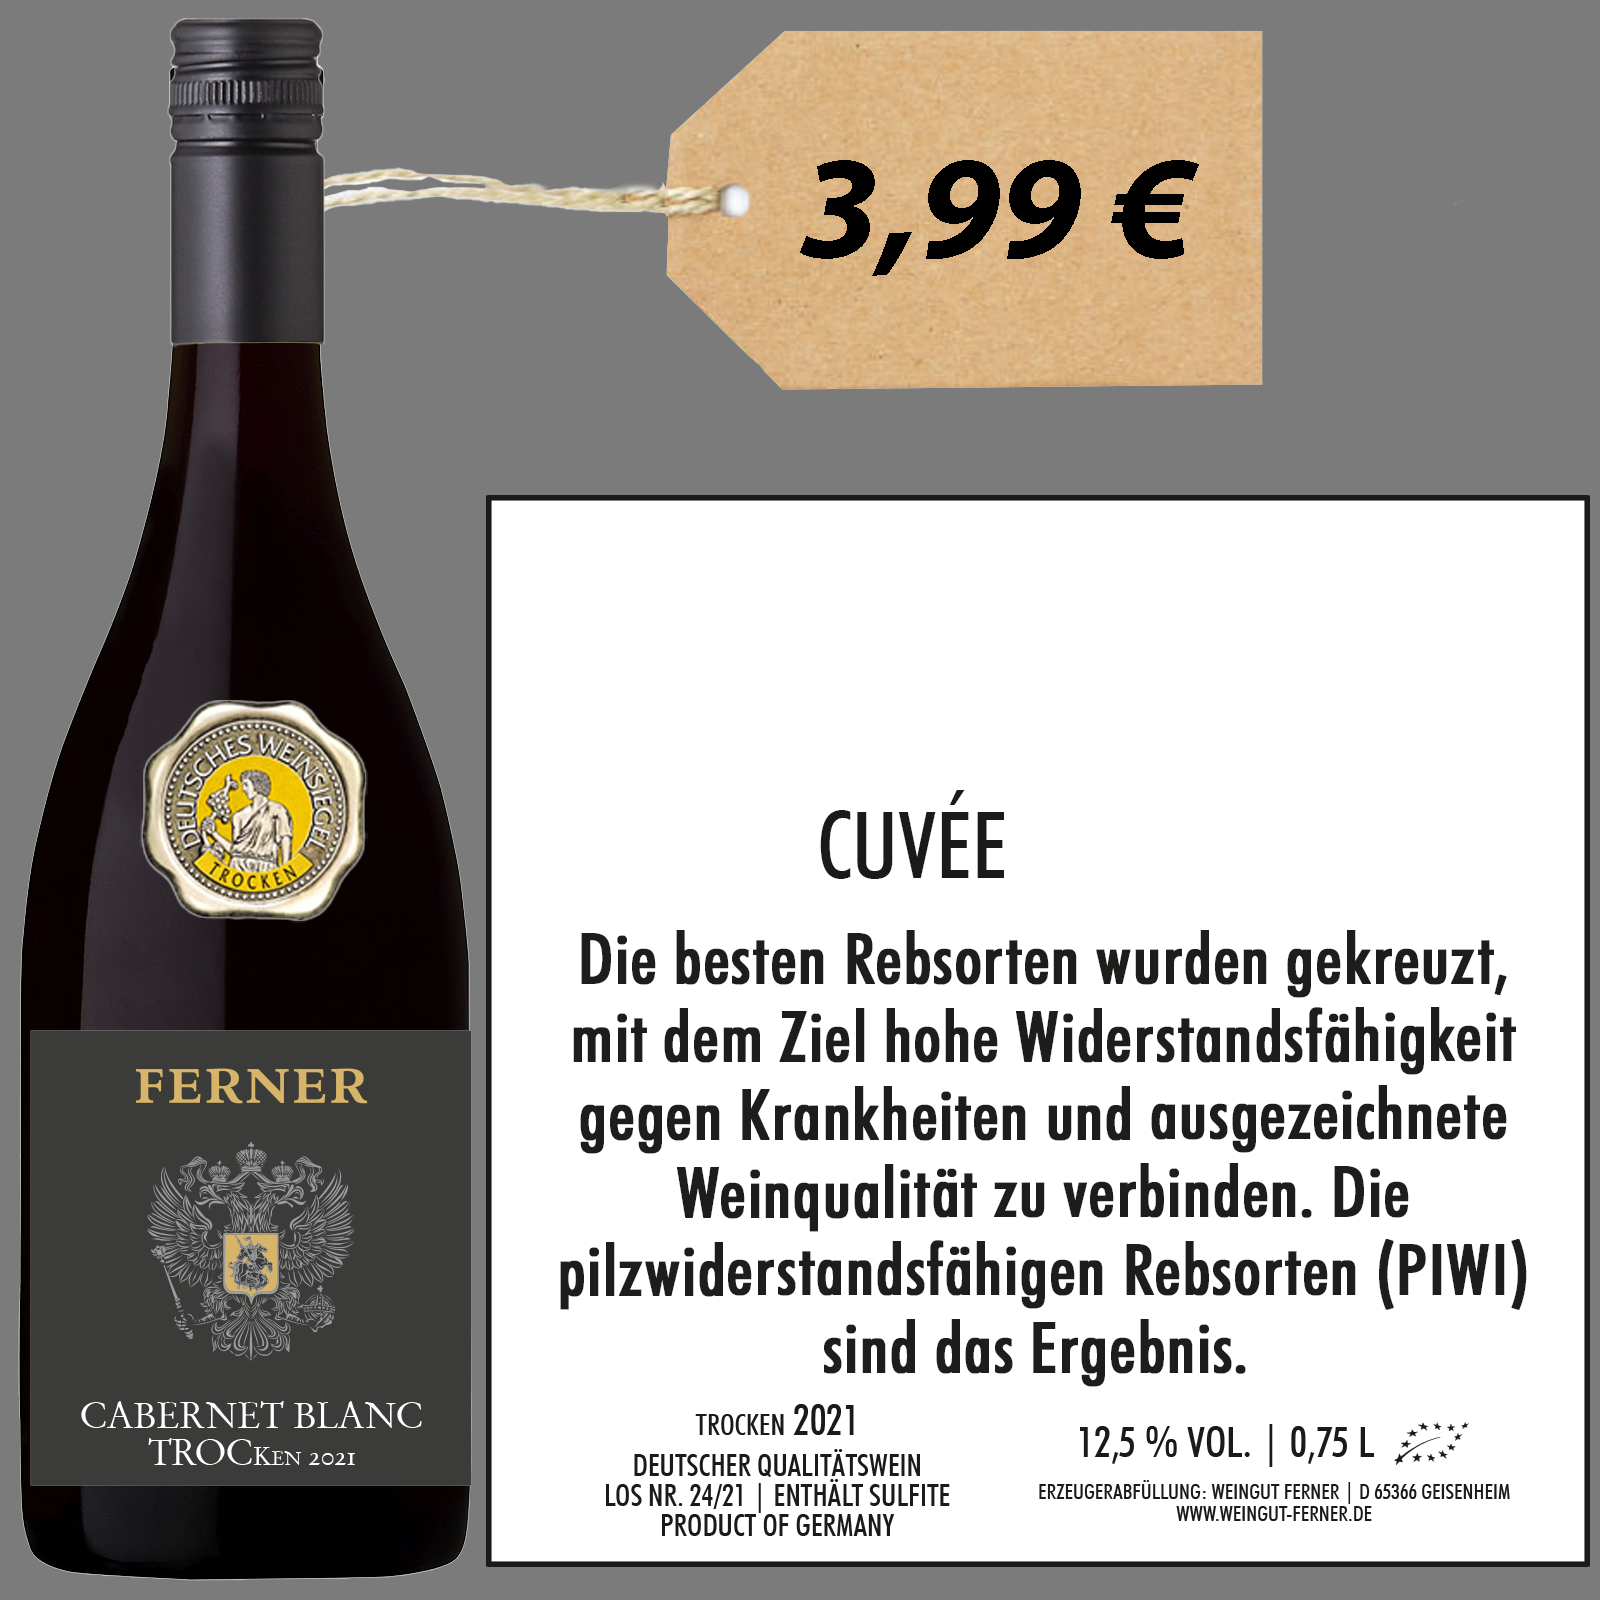 3,99 €
DEUTSCHES WEINSIEGEL
TROCKEN
FERNER
CABERNET BLANC
TROCKEN 2021
CUVÉE
Die besten Rebsorten wurden gekreuzt,
mit dem Ziel hohe Widerstandsfähigkeit
gegen Krankheiten und ausgezeichnete
Weinqualität zu verbinden. Die
pilzwiderstandsfähigen Rebsorten (PIWI)
sind das Ergebnis.
TROCKEN 2021
DEUTSCHER QUALITÄTSWEIN
LOS NR. 24/21 | ENTHÄLT SULFITE
PRODUCT OF GERMANY
12,5 % VOL. | 0,75 L
ERZEUGERABFÜLLUNG: WEINGUT FERNER | D 65366 GEISENHEIM
WWW.WEINGUT-FERNER.DE